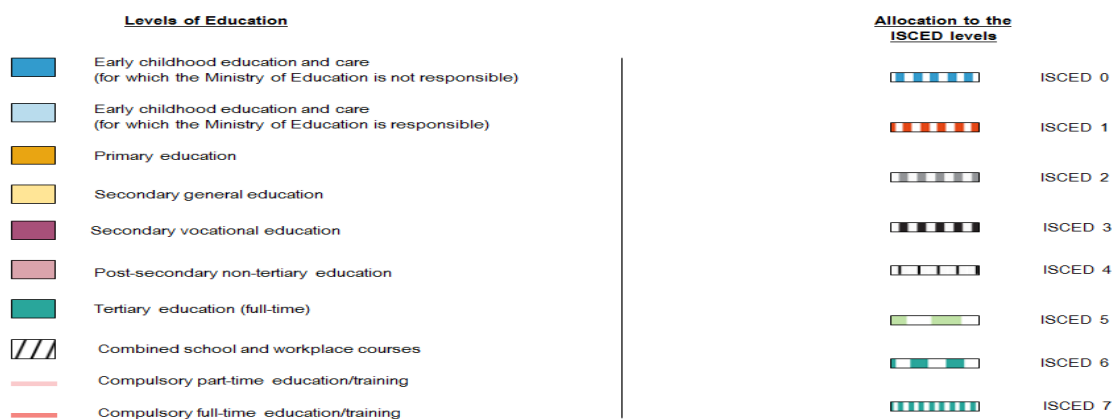 Levels of Education
Early childhood education and care
(for which the Ministry of Education is not responsible)
Early childhood education and care
(for which the Ministry of Education is responsible)
Primary education
Secondary general education
Secondary vocational education
Post-secondary non-tertiary education
Tertiary education (full-time)
Combined school and workplace courses
Compulsory part-time education/training
Compulsory full-time education/training
Allocation to the
ISCED levels
ISCED 0
ISCED 1
ISCED 2
ISCED 3
ISCED 4
ISCED 5
ISCED 6
ISCED 7